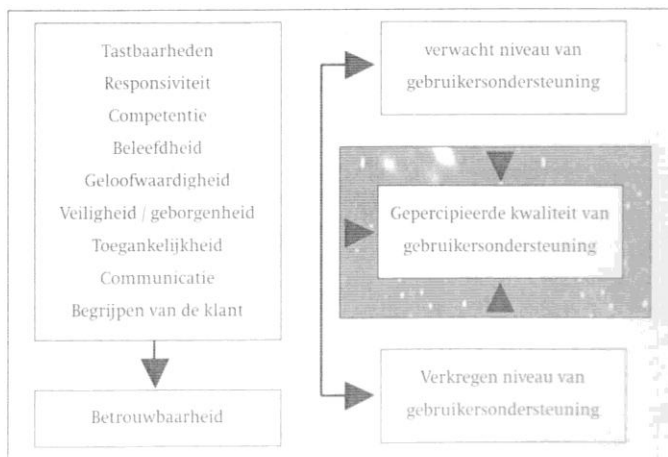 Tastbaarheden
Responsiviteit
Competentie
Beleefdheid
Geloofwaardigheid
Veiligheid / geborgenheid
Toegankelijkheid
Communicatie
Begrijpen van de klant
Betrouwbaarheid
verwacht niveau van
gebruikersondersteuning
Gepercipieerde kwaliteit van
gebruikersondersteuning
Verkregen niveau van
gebruikersondersteuning